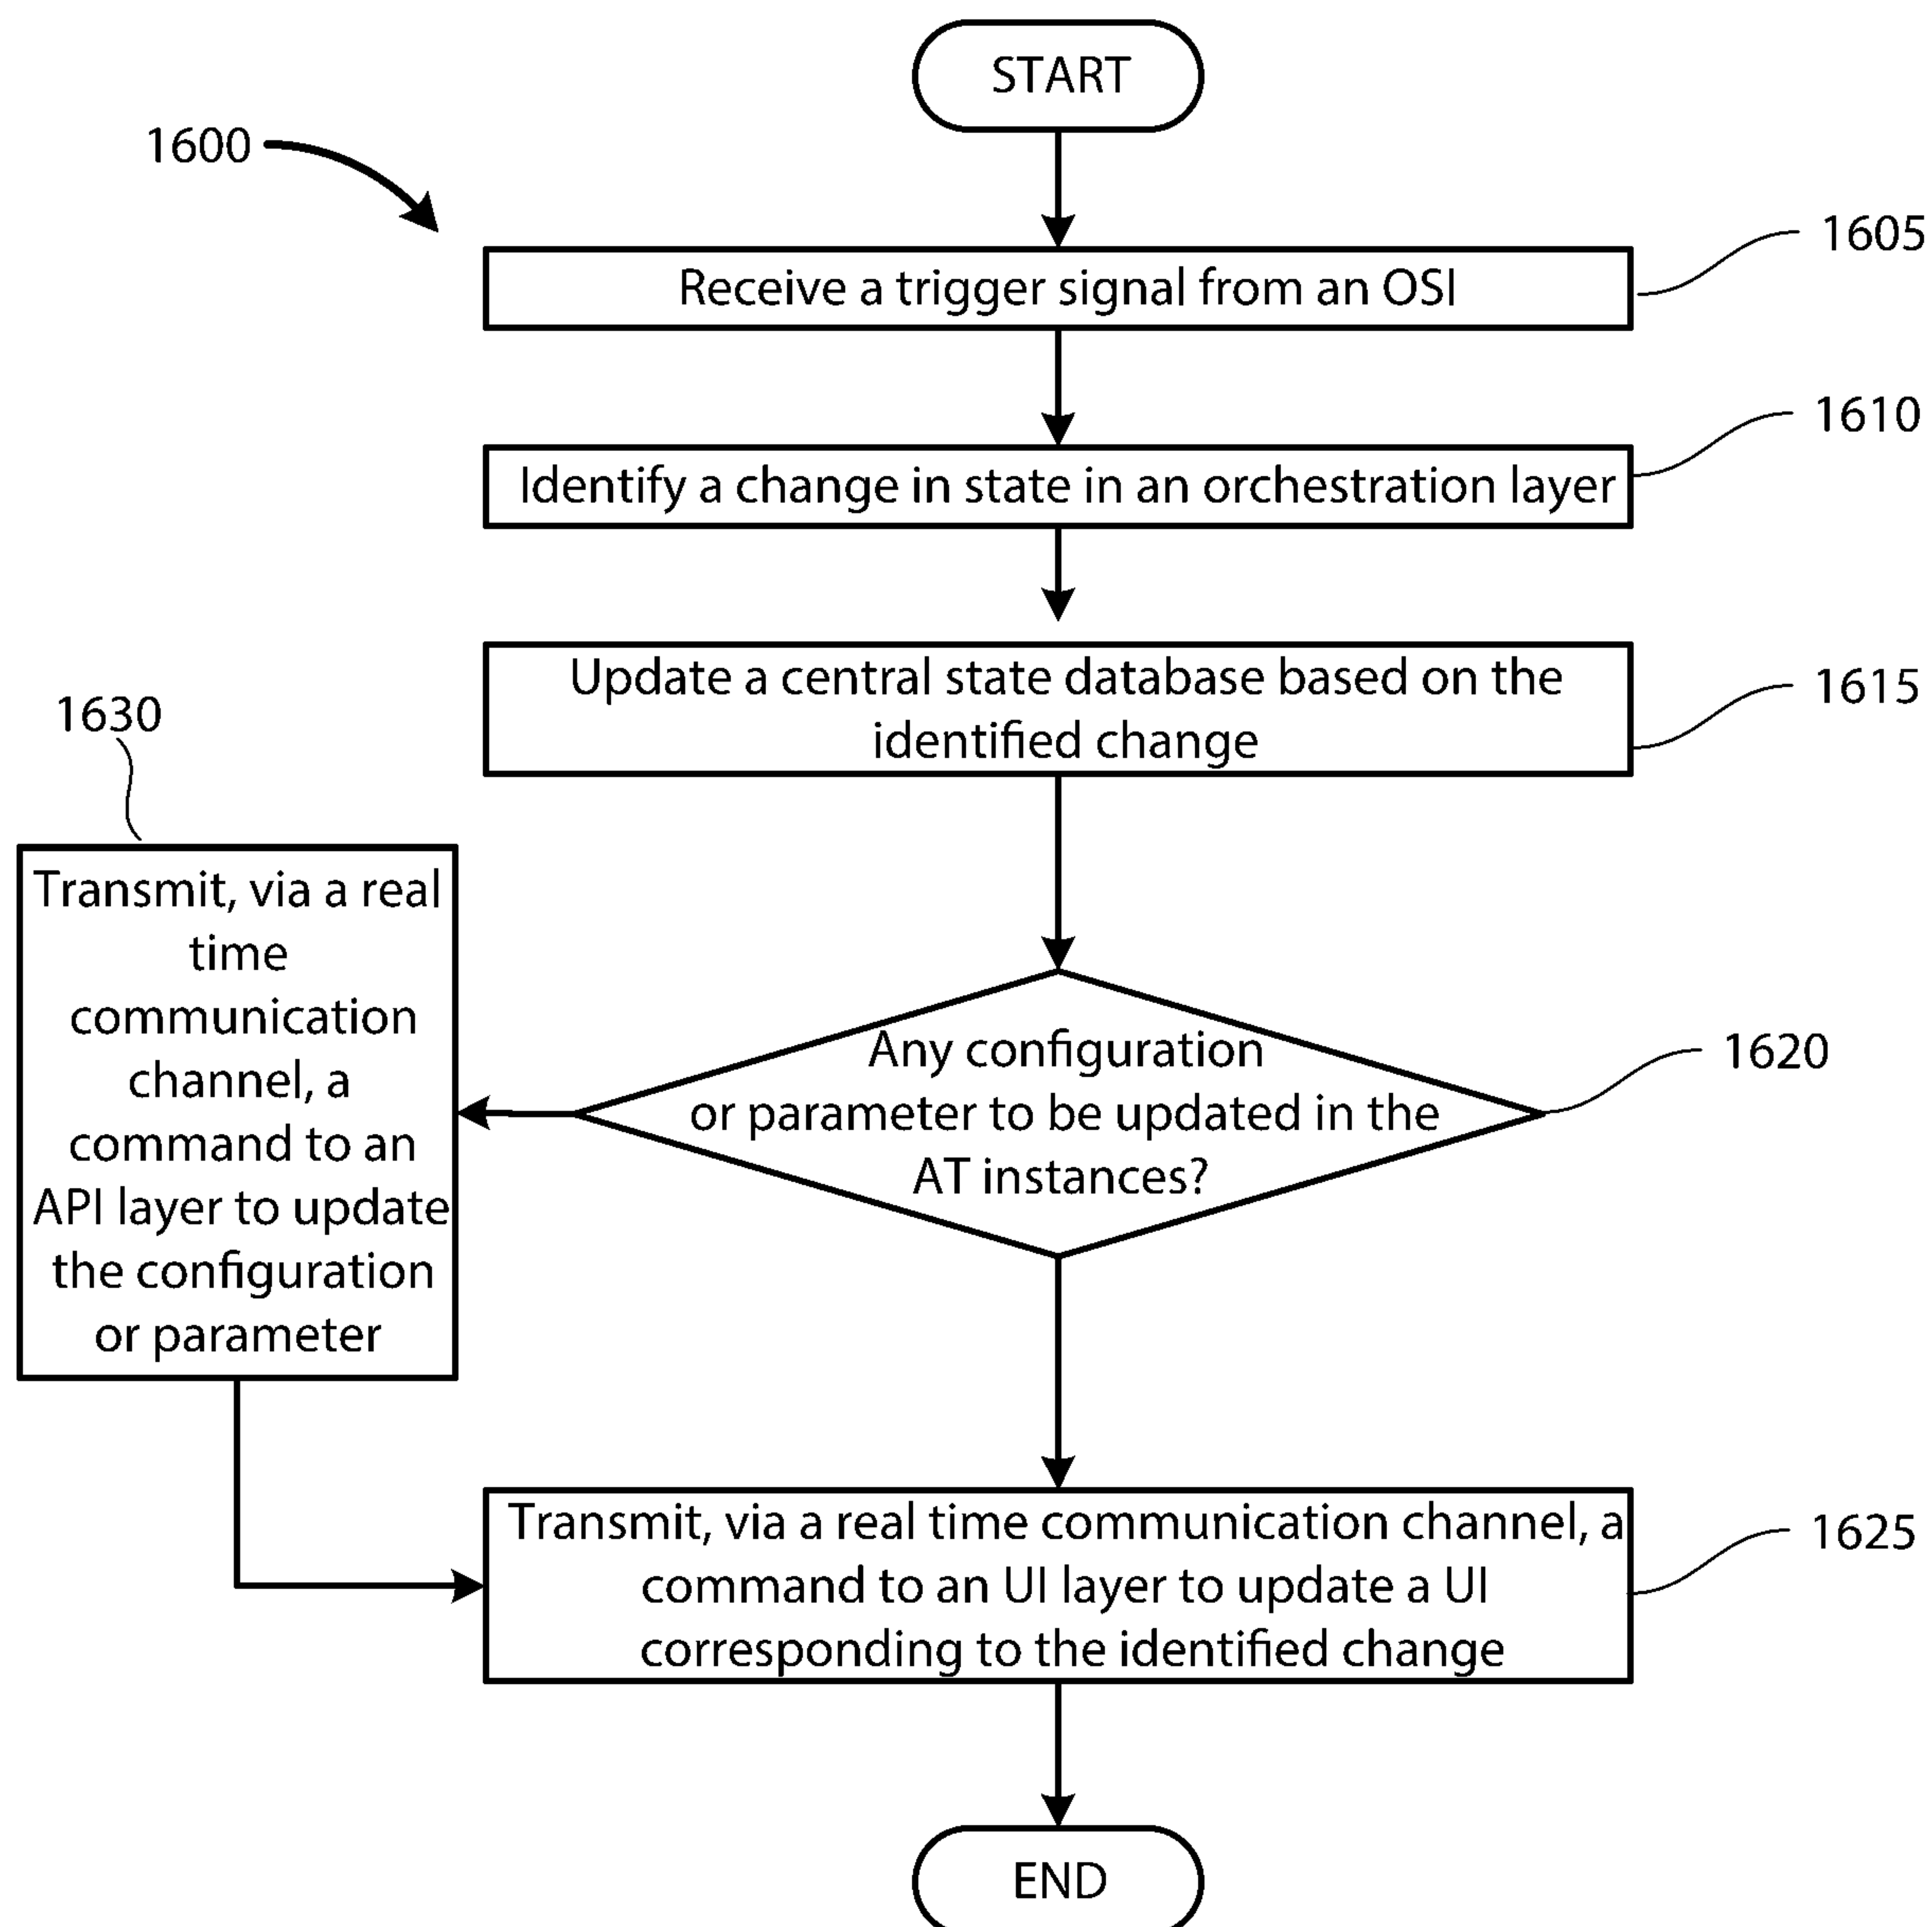 START
1600
1605
Receive a trigger signal from an OSI
1610
Identify a change in state in an orchestration layer
1615
Update a central state database based on the
identified change
1630
Transmit, via a real
time
communication
channel, a
command to an
API layer to update
the configuration
or parameter
1620
Any configuration
or parameter to be updated in the
AT instances?
1625
Transmit, via a real time communication channel, a
command to an UI layer to update a UI
corresponding to the identified change
END